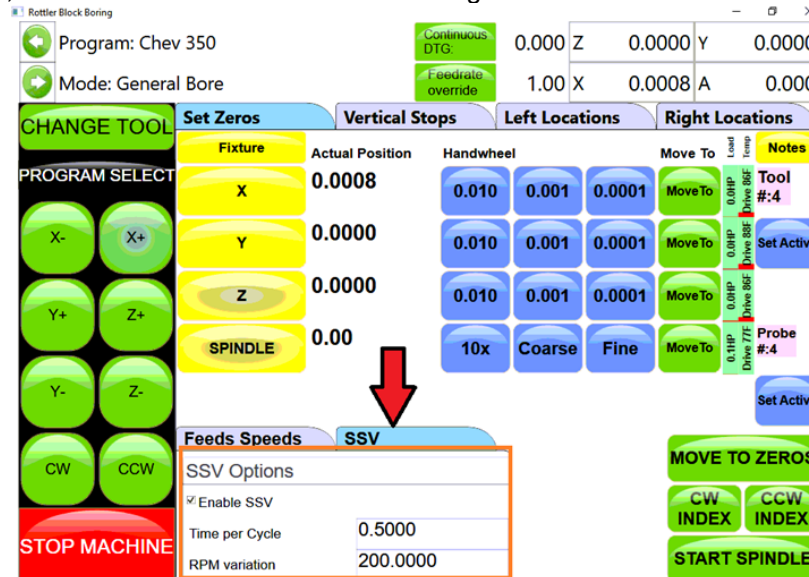 Rottler Block Boring
Program: Chev 350
Continuous DTG: 0.000 Z 0.0000 Y 0.0000
Mode: General Bore
Feedrate override 1.00 X 0.0008 A 0.000
CHANGE TOOL
Set Zeros Vertical Stops Left Locations Right Locations
Fixture Actual Position Handwheel Move To Load Temp Notes
PROGRAM SELECT
X 0.0008 0.010 0.001 0.0001 MoveTo 0.0HP Drive 86F Tool #:4
X- X+
Y 0.0000 0.010 0.001 0.0001 MoveTo 0.0HP Drive 88F Set Activ
Z 0.0000 0.010 0.001 0.0001 MoveTo 0.0HP Drive 86F
Y+ Z+
SPINDLE 0.00 10x Coarse Fine MoveTo 0.1HP Drive 77F Probe #:4
Y- Z-
Set Activ
Feeds Speeds SSV
CW CCW
SSV Options
MOVE TO ZEROS
Enable SSV
CW INDEX CCW INDEX
STOP MACHINE
Time per Cycle 0.5000
RPM variation 200.0000
START SPINDLE